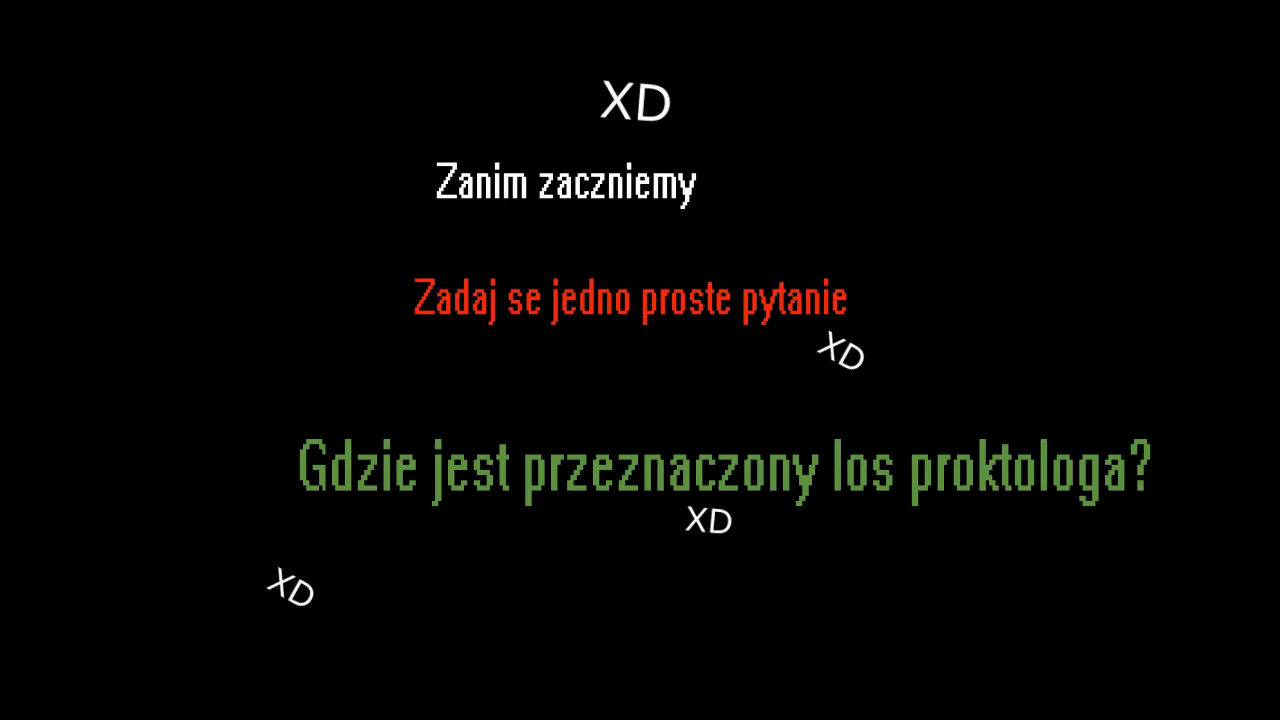 XD
Zanim zaczniemy
Zadaj se jedno proste pytanie
XD
Gdzie jest przeznaczony los proktologa?
XD
XD